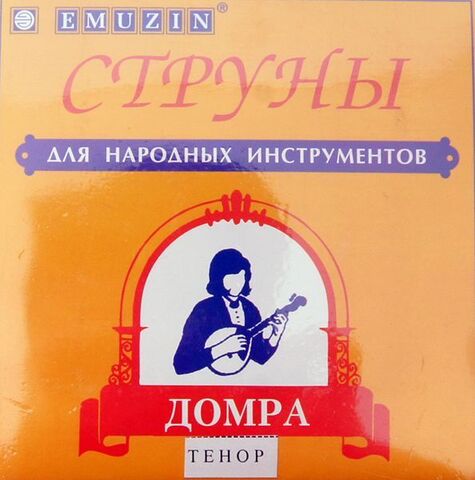 EMUZIN®
СТРУНЫ
ДЛЯ НАРОДНЫХ ИНСТРУМЕНТОВ
ДОМРА
ТЕНОР